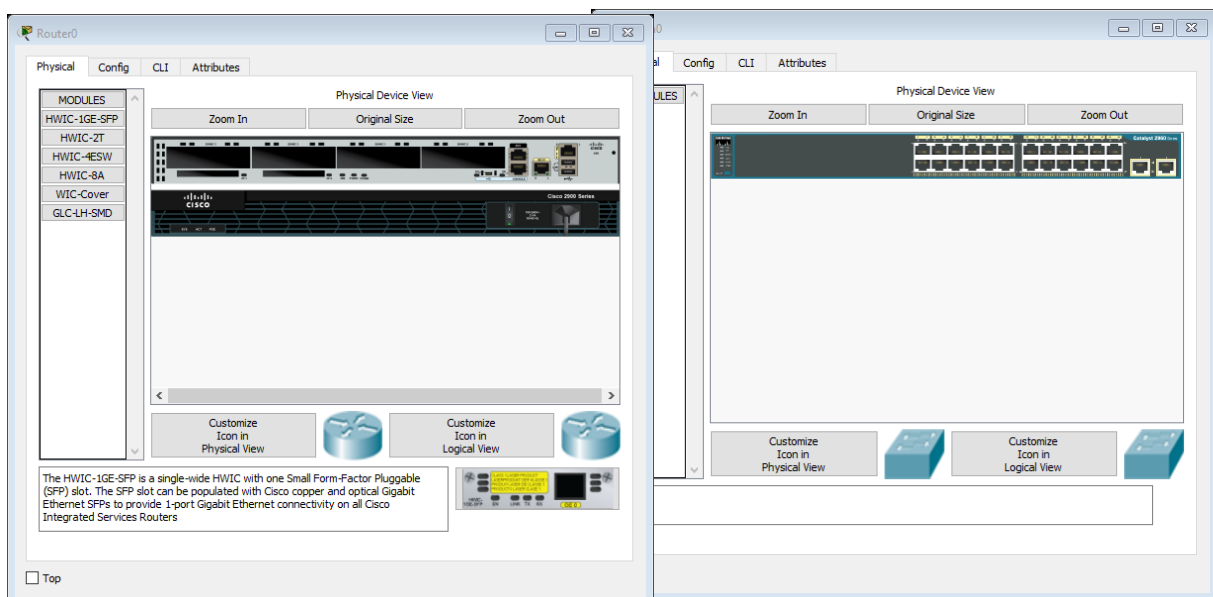 Router0
Physical Config CLI Attributes
MODULES
HWIC-1GE-SFP
HWIC-2T
HWIC-4ESW
HWIC-8A
WIC-Cover
GLC-LH-SMD
Physical Device View
Zoom In Original Size Zoom Out
CISCO
Cisco 2900 Series
Customize
Icon in
Physical View
Customize
Icon in
Logical View
The HWIC-1GE-SFP is a single-wide HWIC with one Small Form-Factor Pluggable
(SFP) slot. The SFP slot can be populated with Cisco copper and optical Gigabit
Ethernet SFPs to provide 1-port Gigabit Ethernet connectivity on all Cisco
Integrated Services Routers
Top
0
al Config CLI Attributes
ULES
Physical Device View
Zoom In Original Size Zoom Out
Catalyst 2960 Series
Customize
Icon in
Physical View
Customize
Icon in
Logical View